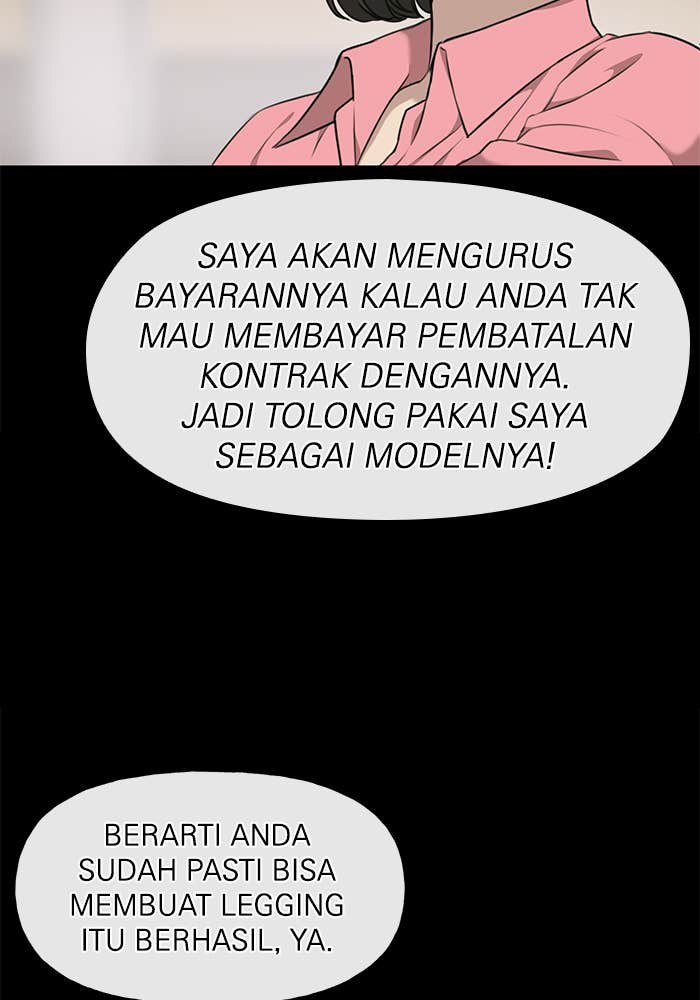 SAYA AKAN MENGURUS
BAYARANNYA KALAU ANDA TAK
MAU MEMBAYAR PEMBATALAN
KONTRAK DENGANNYA.
JADI TOLONG PAKAI SAYA
SEBAGAI MODELNYA!
BERARTI ANDA
SUDAH PASTI BISA
MEMBUAT LEGGING
ITU BERHASIL, YA.